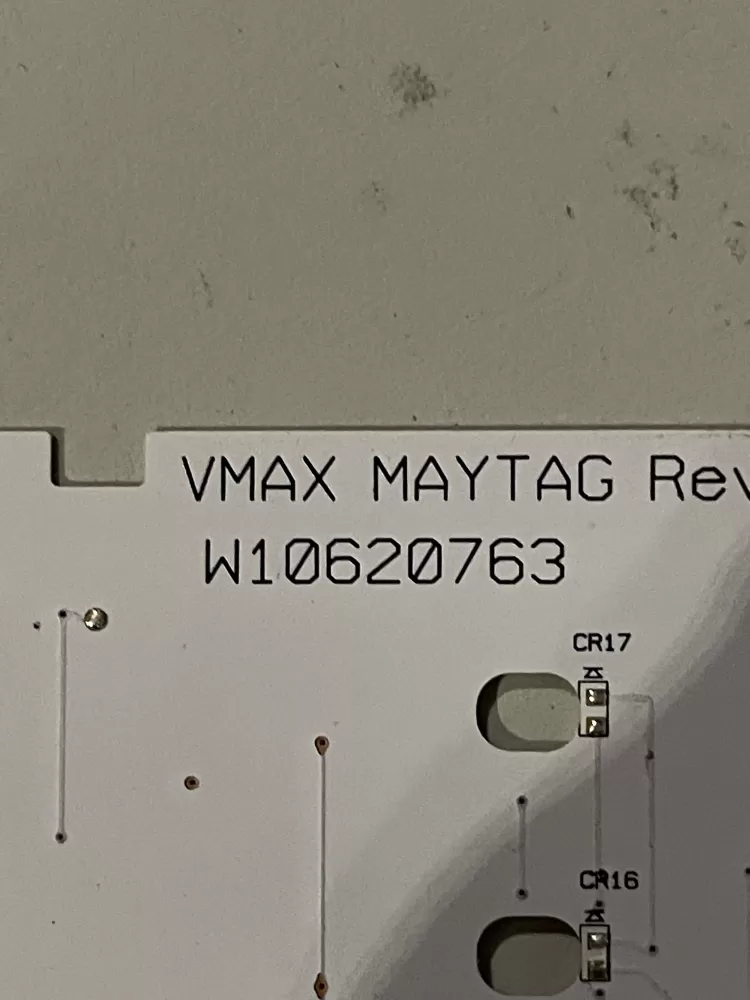 VMAX MAYTAG Rev
W10620763
CR17
CR16